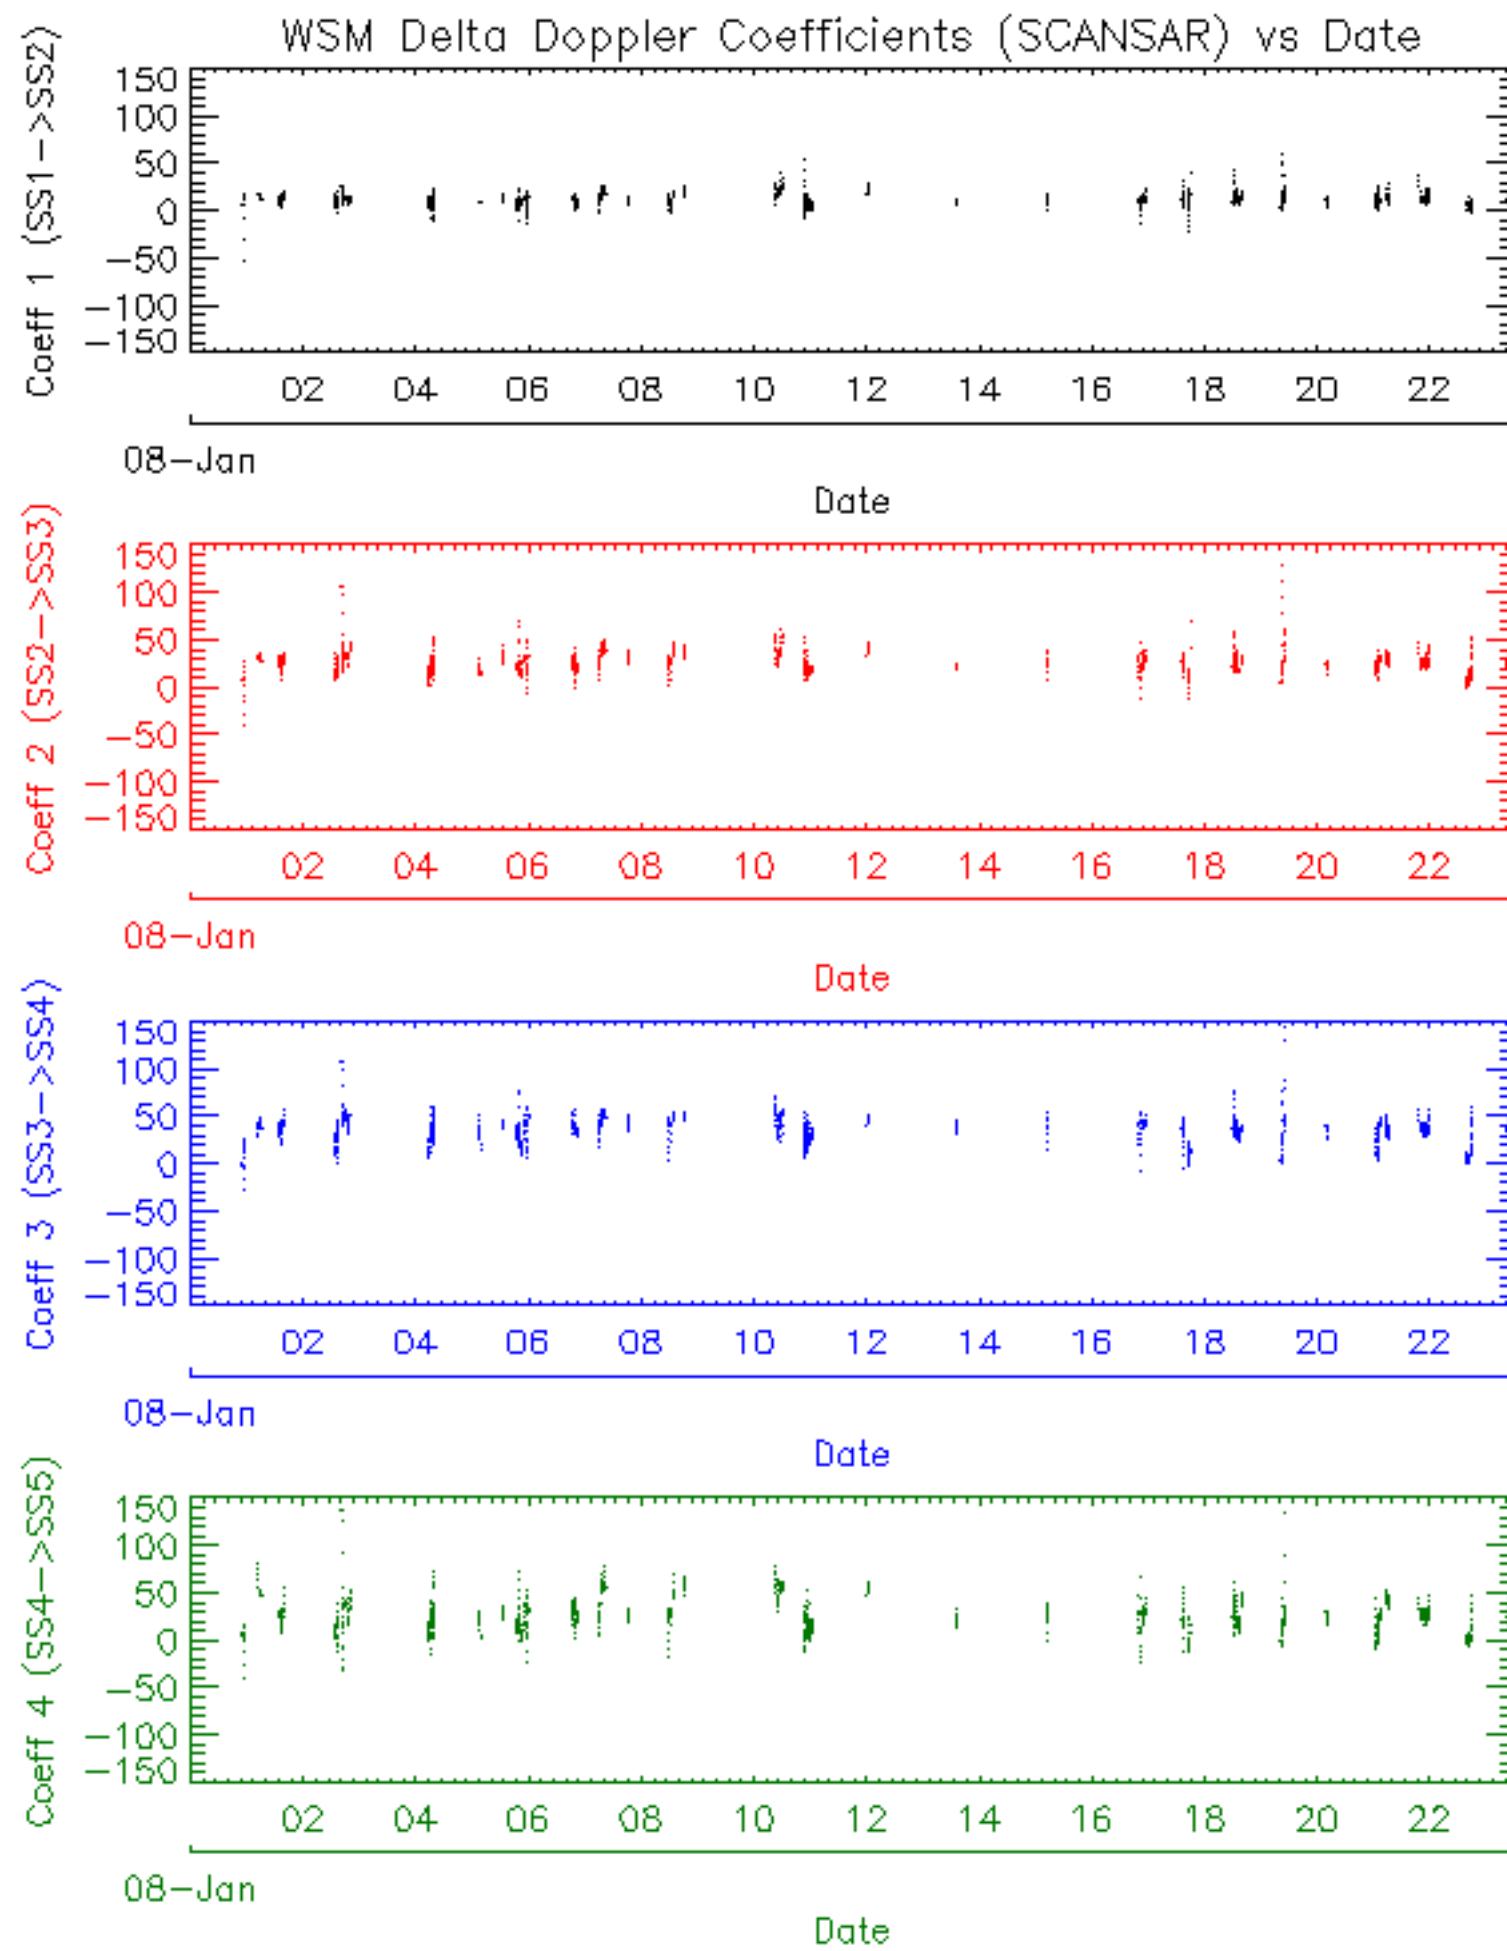 WSM Delta Doppler Coefficients (SCANSAR) vs Date
Coeff 1 (SS1->SS2)
150
100
50
0
-50
-100
-150
02 04 06 08 10 12 14 16 18 20 22
08-Jan
Date
Coeff 2 (SS2->SS3)
150
100
50
0
-50
-100
-150
02 04 06 08 10 12 14 16 18 20 22
08-Jan
Date
Coeff 3 (SS3->SS4)
150
100
50
0
-50
-100
-150
02 04 06 08 10 12 14 16 18 20 22
08-Jan
Date
Coeff 4 (SS4->SS5)
150
100
50
0
-50
-100
-150
02 04 06 08 10 12 14 16 18 20 22
08-Jan
Date